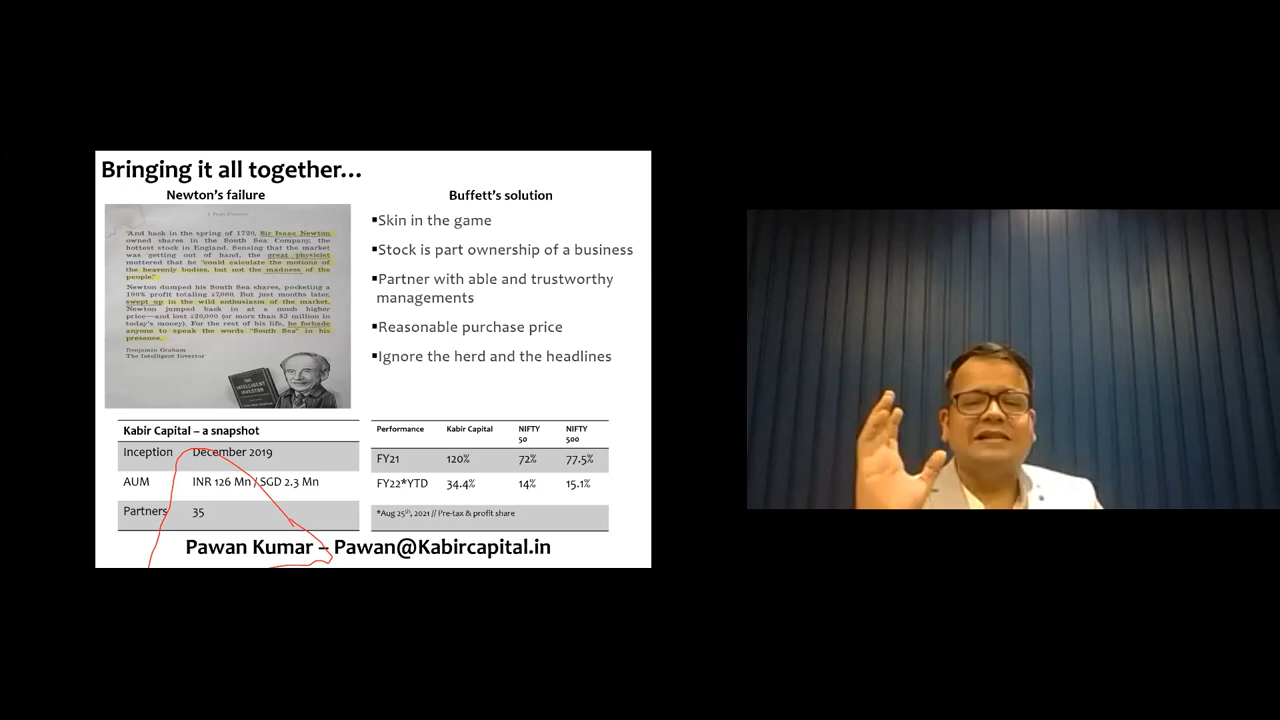 Bringing it all together...
Newton's failure
"And back in the spring of 1720, Sir Isaac Newton
owned shares in the South Sea Company, the
hottest stock in England. Sensing that the market
was getting out of hand, the great physicist
muttered that he "could calculate the motions of
the heavenly bodies, but not the madness of the
people."
Newton dumped his South Sea shares, pocketing a
100% profit totaling £7,000. But just months later,
swept up in the wild enthusiasm of the market,
Newton jumped back in at a much higher
price—and lost £20,000 (or more than $3 million in
today's money). For the rest of his life, he forbade
anyone to speak the words "South Sea" in his
presence.
Benjamin Graham
The Intelligent Investor
THE
INTELLIGENT
INVESTOR
Buffett's solution
▪Skin in the game
▪Stock is part ownership of a business
▪Partner with able and trustworthy
managements
▪Reasonable purchase price
▪Ignore the herd and the headlines
Kabir Capital – a snapshot
Inception December 2019
AUM INR 126 Mn / SGD 2.3 Mn
Partners 35
Performance Kabir Capital NIFTY 50 NIFTY 500
FY21 120% 72% 77.5%
FY22*YTD 34.4% 14% 15.1%
*Aug 25th, 2021 // Pre-tax & profit share
Pawan Kumar – Pawan@Kabircapital.in